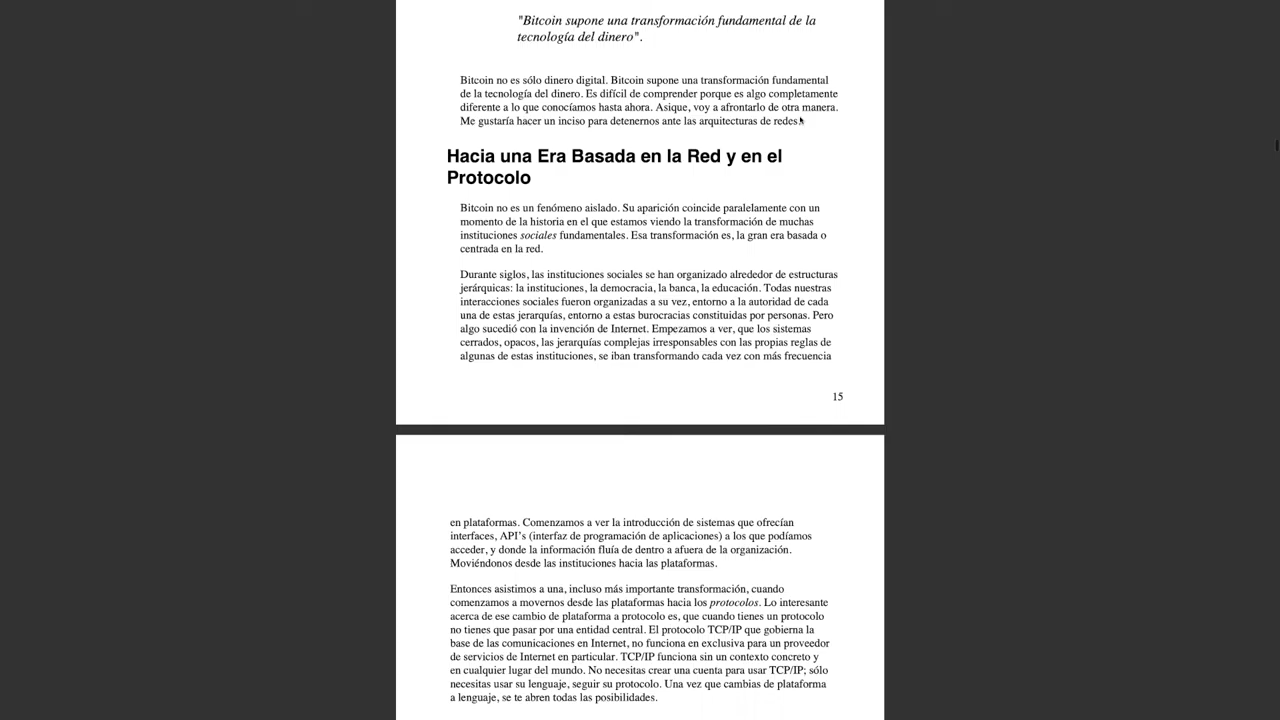 "Bitcoin supone una transformación fundamental de la
tecnología del dinero".
Bitcoin no es sólo dinero digital. Bitcoin supone una transformación fundamental
de la tecnología del dinero. Es difícil de comprender porque es algo completamente
diferente a lo que conocíamos hasta ahora. Asique, voy a afrontarlo de otra manera.
Me gustaría hacer un inciso para detenernos ante las arquitecturas de redes.
Hacia una Era Basada en la Red y en el
Protocolo
Bitcoin no es un fenómeno aislado. Su aparición coincide paralelamente con un
momento de la historia en el que estamos viendo la transformación de muchas
instituciones sociales fundamentales. Esa transformación es, la gran era basada o
centrada en la red.
Durante siglos, las instituciones sociales se han organizado alrededor de estructuras
jerárquicas: la instituciones, la democracia, la banca, la educación. Todas nuestras
interacciones sociales fueron organizadas a su vez, entorno a la autoridad de cada
una de estas jerarquías, entorno a estas burocracias constituidas por personas. Pero
algo sucedió con la invención de Internet. Empezamos a ver, que los sistemas
cerrados, opacos, las jerarquías complejas irresponsables con las propias reglas de
algunas de estas instituciones, se iban transformando cada vez con más frecuencia
15
en plataformas. Comenzamos a ver la introducción de sistemas que ofrecían
interfaces, API's (interfaz de programación de aplicaciones) a los que podíamos
acceder, y donde la información fluía de dentro a afuera de la organización.
Moviéndonos desde las instituciones hacia las plataformas.
Entonces asistimos a una, incluso más importante transformación, cuando
comenzamos a movernos desde las plataformas hacia los protocolos. Lo interesante
acerca de ese cambio de plataforma a protocolo es, que cuando tienes un protocolo
no tienes que pasar por una entidad central. El protocolo TCP/IP que gobierna la
base de las comunicaciones en Internet, no funciona en exclusiva para un proveedor
de servicios de Internet en particular. TCP/IP funciona sin un contexto concreto y
en cualquier lugar del mundo. No necesitas crear una cuenta para usar TCP/IP; sólo
necesitas usar su lenguaje, seguir su protocolo. Una vez que cambias de plataforma
a lenguaje, se te abren todas las posibilidades.